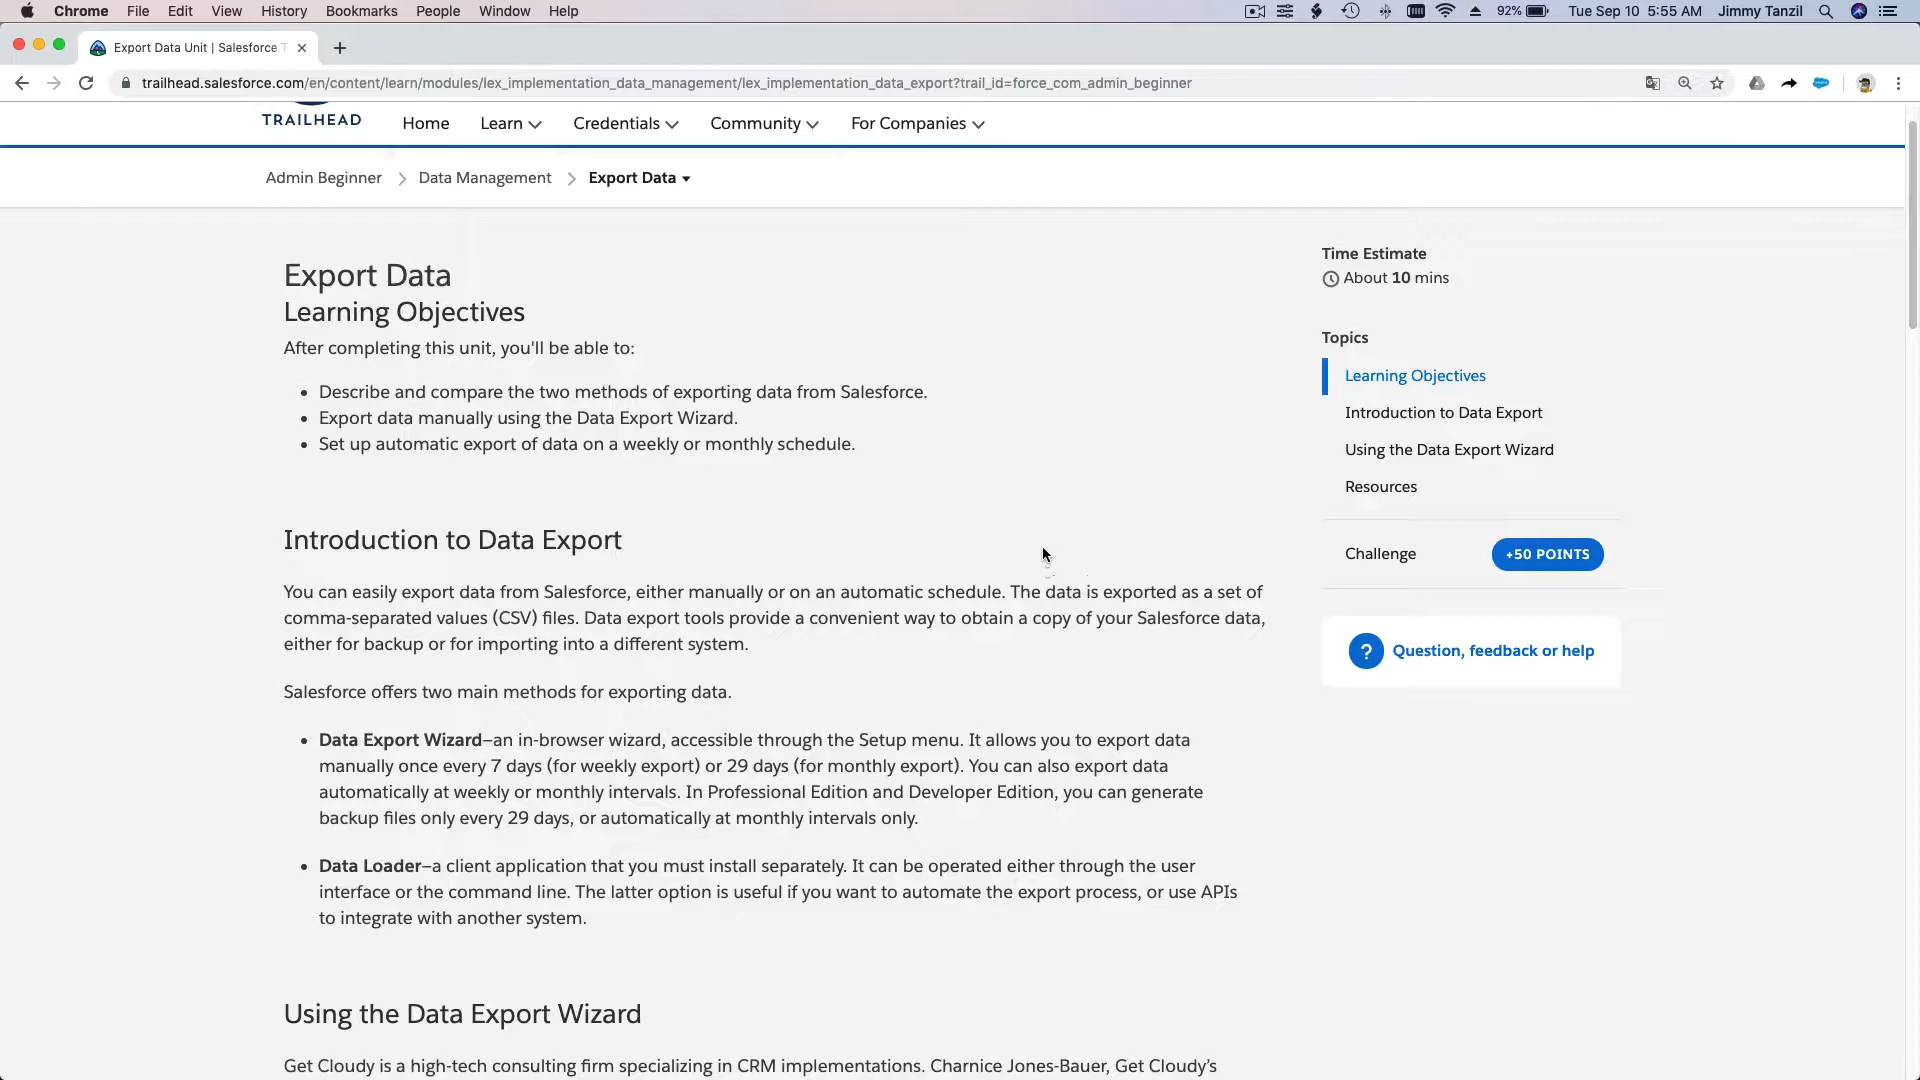 Chrome File Edit View History Bookmarks People Window Help 92% Tue Sep 10 5:55 AM Jimmy Tanzil
Export Data Unit | Salesforce T
trailhead.salesforce.com/en/content/learn/modules/lex_implementation_data_management/lex_implementation_data_export?trail_id=force_com_admin_beginner
TRAILHEAD Home Learn Credentials Community For Companies
Admin Beginner Data Management Export Data
Export Data
Learning Objectives
After completing this unit, you'll be able to:
• Describe and compare the two methods of exporting data from Salesforce.
• Export data manually using the Data Export Wizard.
• Set up automatic export of data on a weekly or monthly schedule.
Introduction to Data Export
You can easily export data from Salesforce, either manually or on an automatic schedule. The data is exported as a set of
comma-separated values (CSV) files. Data export tools provide a convenient way to obtain a copy of your Salesforce data,
either for backup or for importing into a different system.
Salesforce offers two main methods for exporting data.
• Data Export Wizard—an in-browser wizard, accessible through the Setup menu. It allows you to export data
manually once every 7 days (for weekly export) or 29 days (for monthly export). You can also export data
automatically at weekly or monthly intervals. In Professional Edition and Developer Edition, you can generate
backup files only every 29 days, or automatically at monthly intervals only.
• Data Loader—a client application that you must install separately. It can be operated either through the user
interface or the command line. The latter option is useful if you want to automate the export process, or use APIs
to integrate with another system.
Using the Data Export Wizard
Get Cloudy is a high-tech consulting firm specializing in CRM implementations. Charnice Jones-Bauer, Get Cloudy's
Time Estimate
About 10 mins
Topics
Learning Objectives
Introduction to Data Export
Using the Data Export Wizard
Resources
Challenge +50 POINTS
? Question, feedback or help